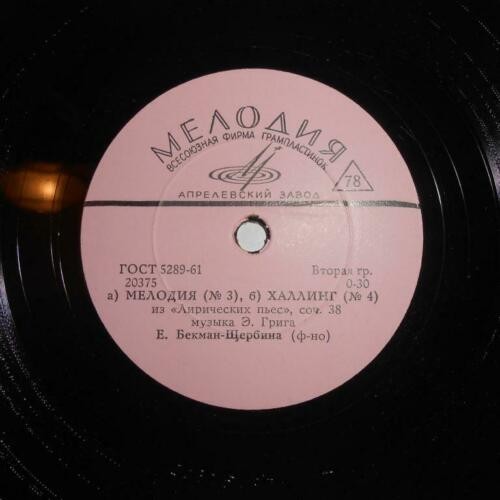 МЕЛОДИЯ
ВСЕСОЮЗНАЯ ФИРМА ГРАМПЛАСТИНОК
АПРЕЛЕВСКИЙ ЗАВОД
78
ГОСТ 5289-61 Вторая гр.
20375 0-30
а) МЕЛОДИЯ (№ 3), б) ХАЛЛИНГ (№ 4)
из «Лирических пьес», соч. 38
музыка Э. Грига
Е. Бекман-Щербина (ф-но)